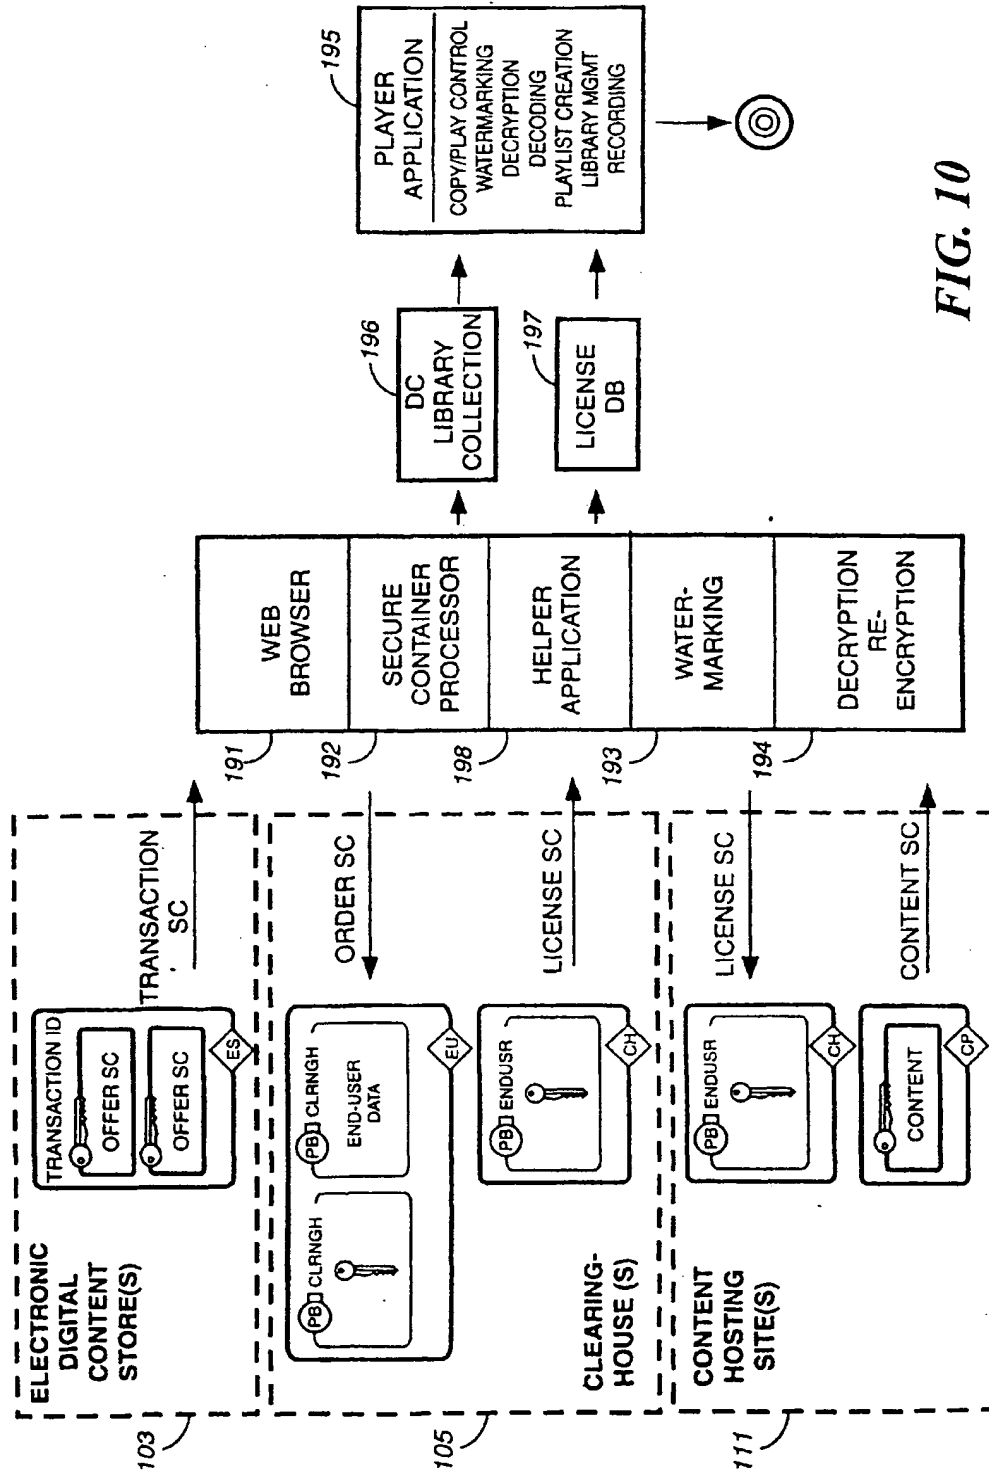 103
ELECTRONIC
DIGITAL
CONTENT
STORE(S)
TRANSACTION ID
OFFER SC
OFFER SC
ES
TRANSACTION
SC
105
CLEARING-
HOUSE (S)
PB CLRNGH
PB CLRNGH
END-USER
DATA
EU
ORDER SC
PB ENDUSR
CH
LICENSE SC
111
CONTENT
HOSTING
SITE(S)
PB ENDUSR
CH
LICENSE SC
CONTENT
CP
CONTENT SC
191
WEB
BROWSER
192
SECURE
CONTAINER
PROCESSOR
198
HELPER
APPLICATION
193
WATER-
MARKING
194
DECRYPTION
RE-
ENCRYPTION
196
DC
LIBRARY
COLLECTION
197
LICENSE
DB
195
PLAYER
APPLICATION
COPY/PLAY CONTROL
WATERMARKING
DECRYPTION
DECODING
PLAYLIST CREATION
LIBRARY MGMT
RECORDING
FIG. 10